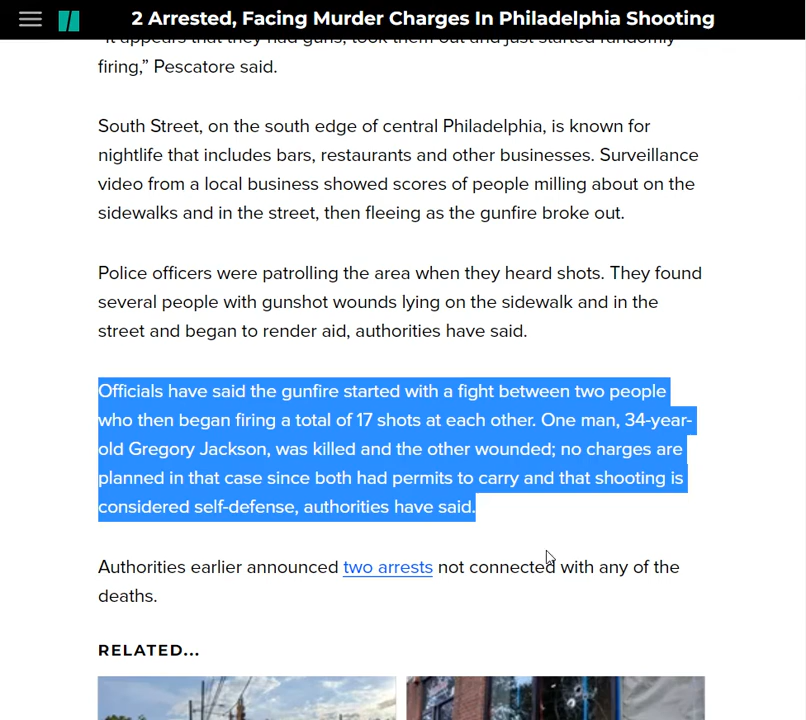 2 Arrested, Facing Murder Charges In Philadelphia Shooting
“It appears that they had guns, took them out and just started randomly
firing,” Pescatore said.
South Street, on the south edge of central Philadelphia, is known for
nightlife that includes bars, restaurants and other businesses. Surveillance
video from a local business showed scores of people milling about on the
sidewalks and in the street, then fleeing as the gunfire broke out.
Police officers were patrolling the area when they heard shots. They found
several people with gunshot wounds lying on the sidewalk and in the
street and began to render aid, authorities have said.
Officials have said the gunfire started with a fight between two people
who then began firing a total of 17 shots at each other. One man, 34-year-
old Gregory Jackson, was killed and the other wounded; no charges are
planned in that case since both had permits to carry and that shooting is
considered self-defense, authorities have said.
Authorities earlier announced two arrests not connected with any of the
deaths.
RELATED...